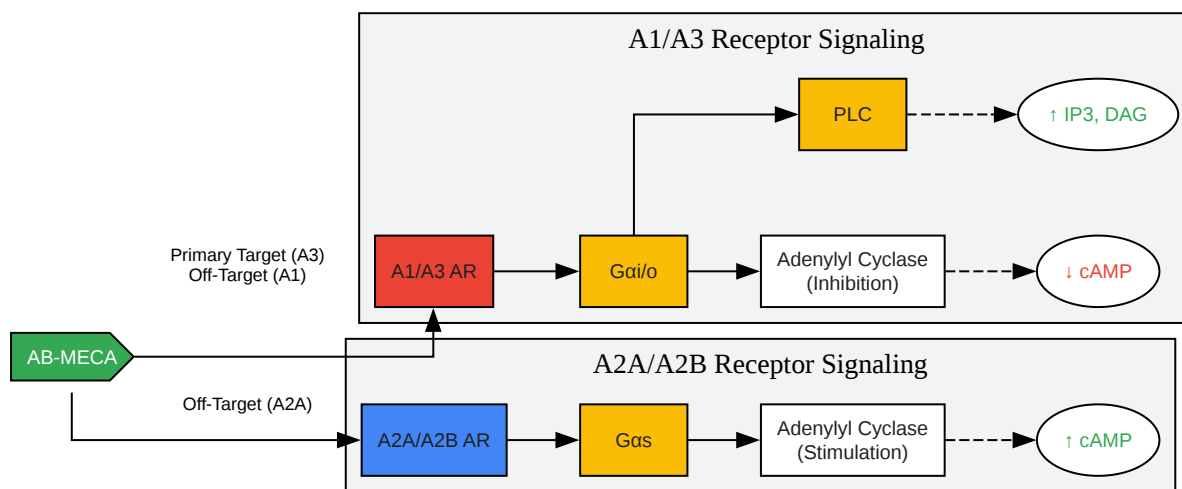 A1/A3 Receptor Signaling
PLC
↑ IP3, DAG
Primary Target (A3)
Off-Target (A1)
A1/A3 AR
Gαi/o
Adenylyl Cyclase
(Inhibition)
↓ cAMP
AB-MECA
A2A/A2B Receptor Signaling
Off-Target (A2A)
A2A/A2B AR
Gαs
Adenylyl Cyclase
(Stimulation)
↑ cAMP